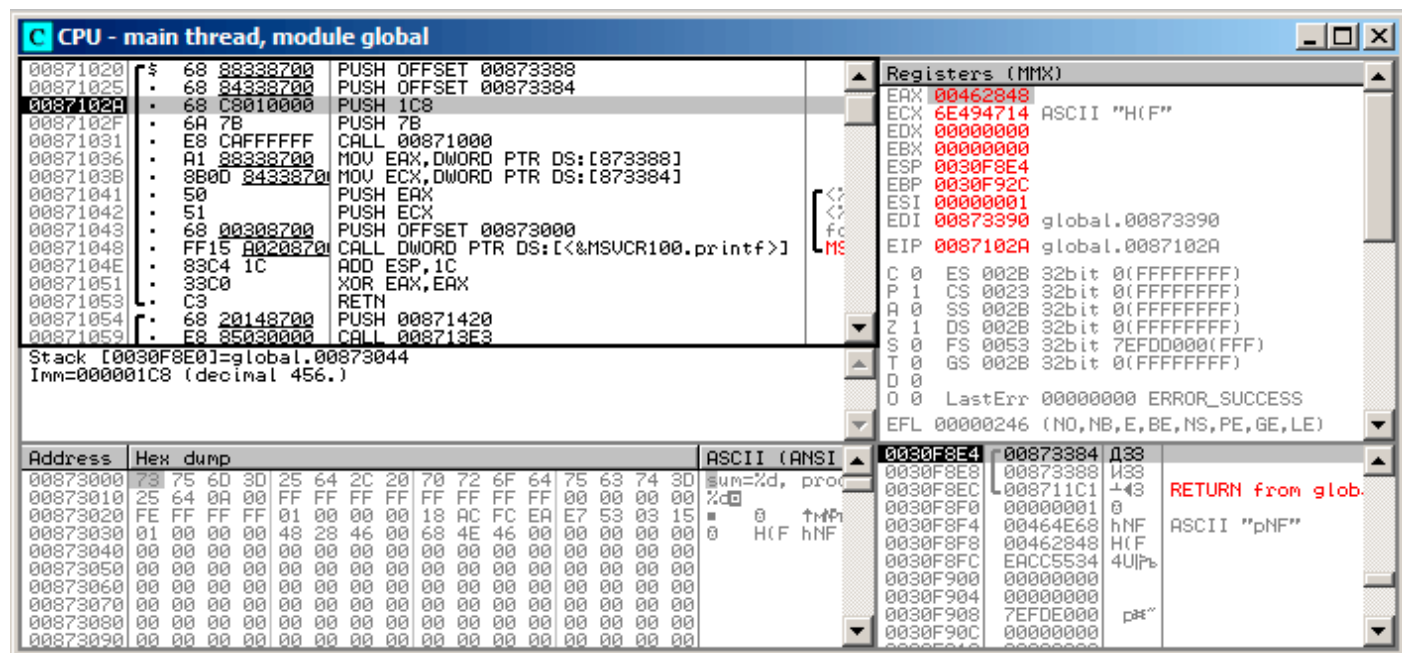 C CPU - main thread, module global
00871020 $ 68 88338700 PUSH OFFSET 00873388
00871025 · 68 84338700 PUSH OFFSET 00873384
0087102A · 68 C8010000 PUSH 1C8
0087102F · 6A 7B PUSH 7B
00871031 · E8 CAFFFFFF CALL 00871000
00871036 · A1 88338700 MOV EAX,DWORD PTR DS:[873388]
0087103B · 8B0D 8433870 MOV ECX,DWORD PTR DS:[873384]
00871041 · 50 PUSH EAX
00871042 · 51 PUSH ECX
00871043 · 68 00308700 PUSH OFFSET 00873000
00871048 · FF15 A020870 CALL DWORD PTR DS:[<&MSVCR100.printf>] MS
0087104E · 83C4 1C ADD ESP,1C
00871051 · 33C0 XOR EAX,EAX
00871053 · C3 RETN
00871054 · 68 20148700 PUSH 00871420
00871059 · E8 85030000 CALL 008713E3
Stack [0030F8E0]=global.00873044
Imm=000001C8 (decimal 456.)
Registers (MMX)
EAX 00462848
ECX 6E494714 ASCII "H(F"
EDX 00000000
EBX 00000000
ESP 0030F8E4
EBP 0030F92C
ESI 00000001
EDI 00873390 global.00873390
EIP 0087102A global.0087102A
C 0 ES 002B 32bit 0(FFFFFFFF)
P 1 CS 0023 32bit 0(FFFFFFFF)
A 0 SS 002B 32bit 0(FFFFFFFF)
Z 1 DS 002B 32bit 0(FFFFFFFF)
S 0 FS 0053 32bit 7EFDD000(FFF)
T 0 GS 002B 32bit 0(FFFFFFFF)
D 0
O 0 LastErr 00000000 ERROR_SUCCESS
EFL 00000246 (NO,NB,E,BE,NS,PE,GE,LE)
Address Hex dump ASCII (ANSI
00873000 73 75 6D 3D 25 64 2C 20 70 72 6F 64 75 63 74 3D sum=%d, prod
00873010 25 64 0A 00 FF FF FF FF FF FF FF FF 00 00 00 00 %d
00873020 FE FF FF FF 01 00 00 00 18 AC FC EA E7 53 03 15
00873030 01 00 00 00 48 28 46 00 68 4E 46 00 00 00 00 00 H(F hNF
00873040 00 00 00 00 00 00 00 00 00 00 00 00 00 00 00 00
00873050 00 00 00 00 00 00 00 00 00 00 00 00 00 00 00 00
00873060 00 00 00 00 00 00 00 00 00 00 00 00 00 00 00 00
00873070 00 00 00 00 00 00 00 00 00 00 00 00 00 00 00 00
00873080 00 00 00 00 00 00 00 00 00 00 00 00 00 00 00 00
00873090 00 00 00 00 00 00 00 00 00 00 00 00 00 00 00 00
0030F8E4 00873384 Д33
0030F8E8 00873388 И33
0030F8EC 008711C1 RETURN from glob
0030F8F0 00000001
0030F8F4 00464E68 hNF ASCII "pNF"
0030F8F8 00462848 H(F
0030F8FC EACC5534
0030F900 00000000
0030F904 00000000
0030F908 7EFDE000
0030F90C 00000000